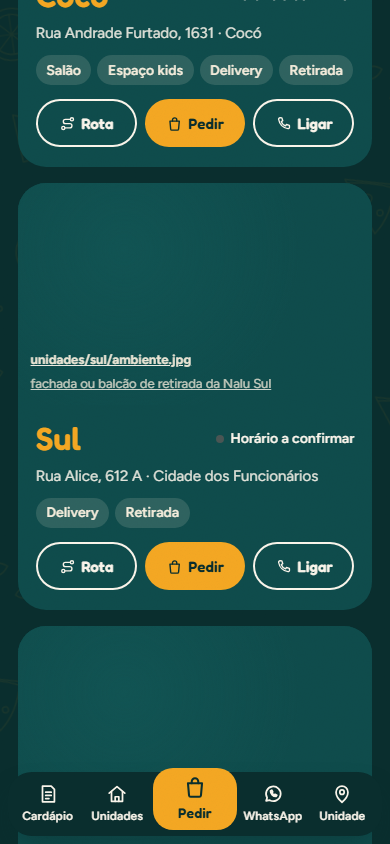 Coco
Rua Andrade Furtado, 1631 · Cocó
Salão Espaço kids Delivery Retirada
Rota Pedir Ligar
unidades/sul/ambiente.jpg
fachada ou balcão de retirada da Nalu Sul
Sul Horário a confirmar
Rua Alice, 612 A · Cidade dos Funcionários
Delivery Retirada
Rota Pedir Ligar
Cardápio Unidades Pedir WhatsApp Unidade